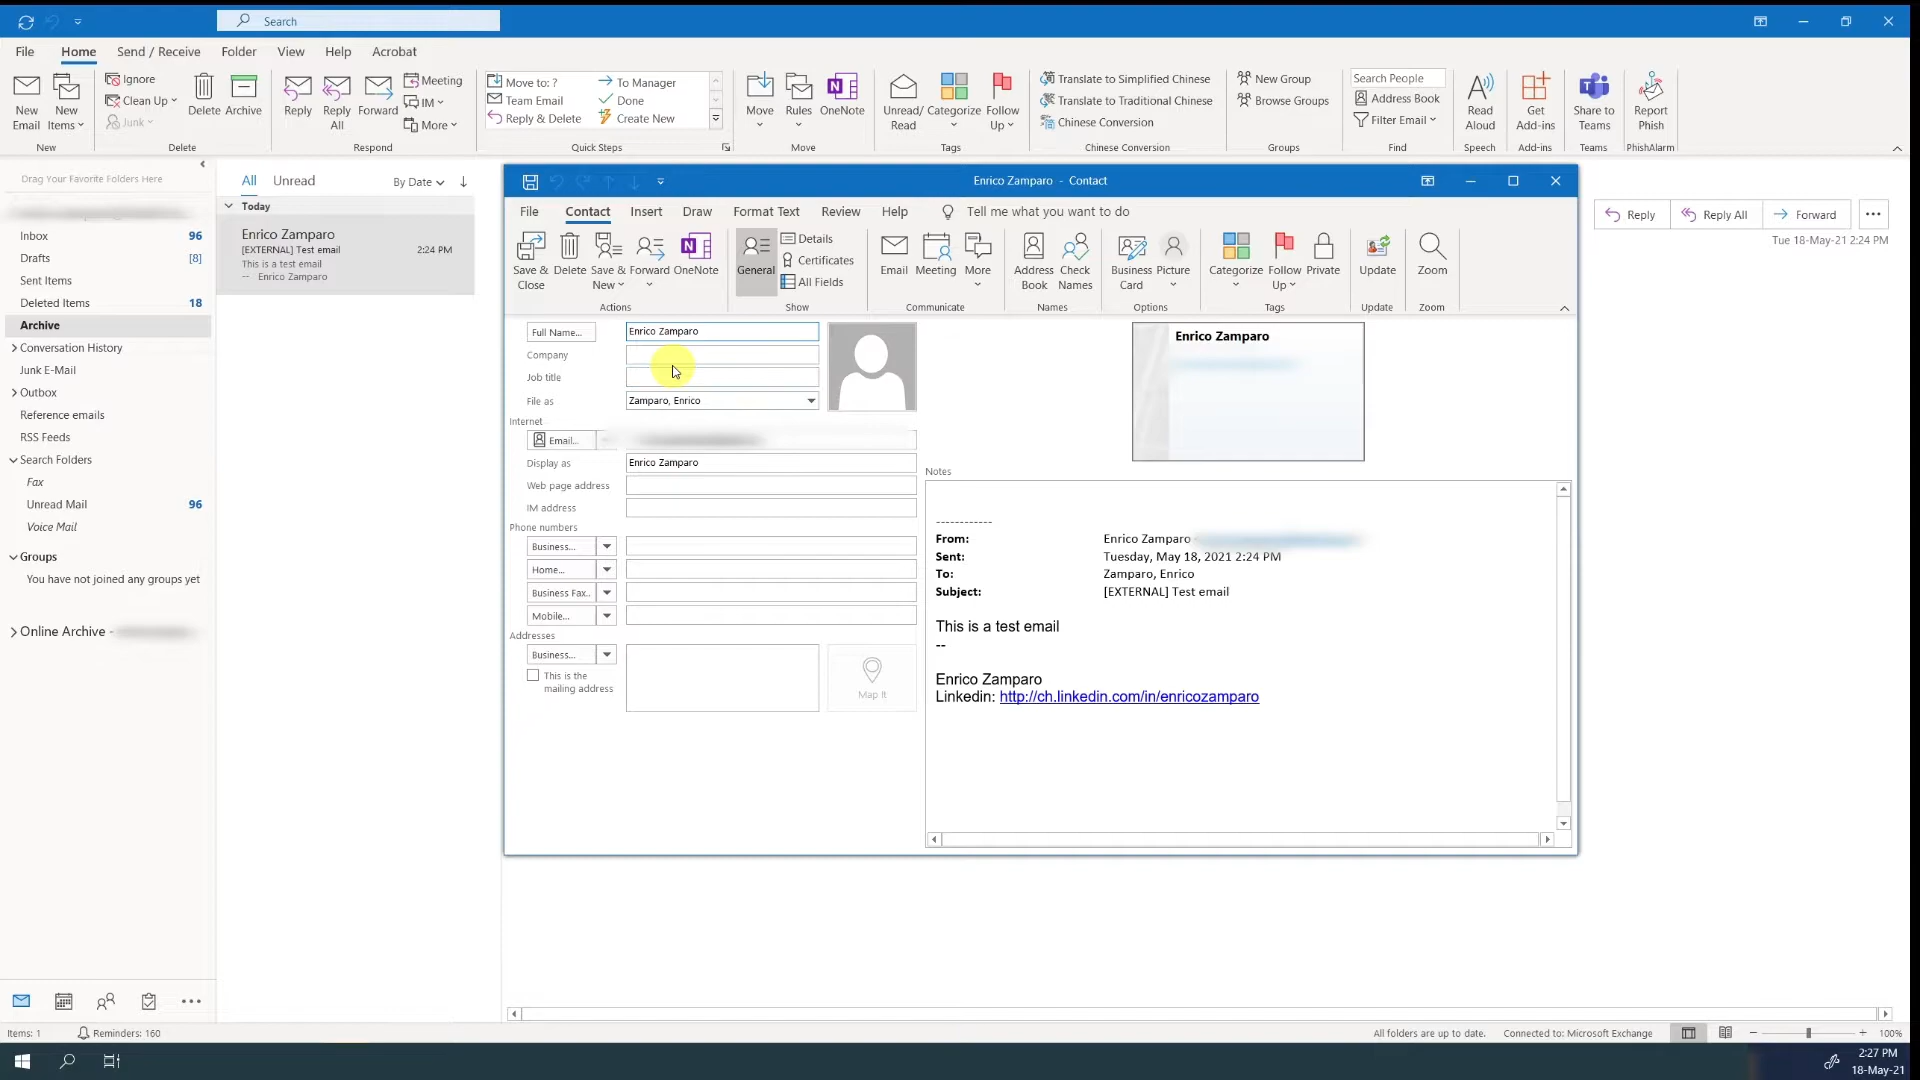 Search
File Home Send / Receive Folder View Help Acrobat
New Email
New Items
New
Ignore
Clean Up
Junk
Delete
Archive
Delete
Reply
Reply All
Forward
Meeting
IM
More
Respond
Move to: ?
Team Email
Reply & Delete
To Manager
Done
Create New
Quick Steps
Move
Rules
OneNote
Move
Unread/ Read
Categorize
Follow Up
Tags
Translate to Simplified Chinese
Translate to Traditional Chinese
Chinese Conversion
Chinese Conversion
New Group
Browse Groups
Groups
Search People
Address Book
Filter Email
Find
Read Aloud
Speech
Get Add-ins
Add-ins
Share to Teams
Teams
Report Phish
PhishAlarm
Drag Your Favorite Folders Here
Inbox 96
Drafts [8]
Sent Items
Deleted Items 18
Archive
Conversation History
Junk E-Mail
Outbox
Reference emails
RSS Feeds
Search Folders
Fax
Unread Mail 96
Voice Mail
Groups
You have not joined any groups yet
Online Archive -
All Unread By Date
Today
Enrico Zamparo
[EXTERNAL] Test email 2:24 PM
This is a test email
-- Enrico Zamparo
Enrico Zamparo - Contact
File Contact Insert Draw Format Text Review Help Tell me what you want to do
Save & Close
Delete
Save & New
Forward
OneNote
Actions
General
Details
Certificates
All Fields
Show
Email
Meeting
More
Communicate
Address Book
Check Names
Names
Business Card
Picture
Options
Categorize
Follow Up
Private
Tags
Update
Update
Zoom
Zoom
Full Name... Enrico Zamparo
Company
Job title
File as Zamparo, Enrico
Internet
Email...
Display as Enrico Zamparo
Web page address
IM address
Phone numbers
Business...
Home...
Business Fax..
Mobile...
Addresses
Business...
This is the
mailing address
Map It
Enrico Zamparo
Notes
------------
From: Enrico Zamparo
Sent: Tuesday, May 18, 2021 2:24 PM
To: Zamparo, Enrico
Subject: [EXTERNAL] Test email
This is a test email
--
Enrico Zamparo
Linkedin: http://ch.linkedin.com/in/enricozamparo
Reply Reply All Forward
Tue 18-May-21 2:24 PM
Items: 1 Reminders: 160
All folders are up to date. Connected to: Microsoft Exchange 100%
2:27 PM
18-May-21